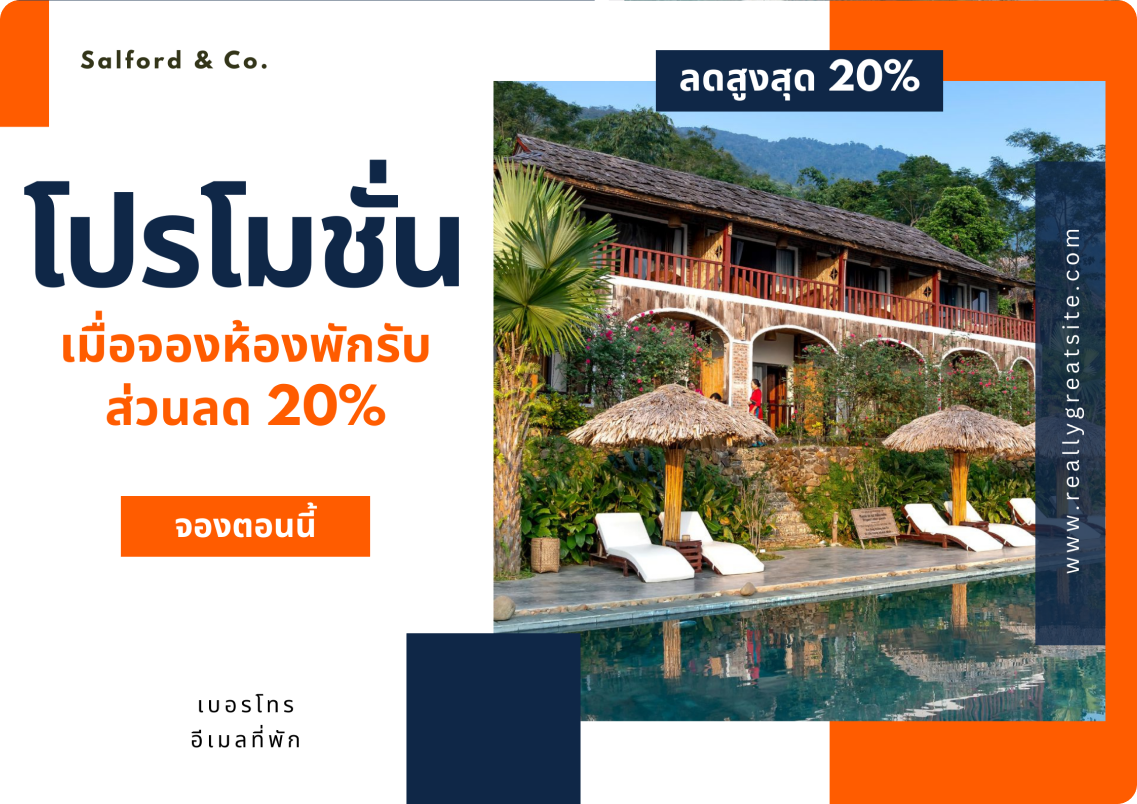 Salford & Co.
ลดสูงสุด 20%
โปรโมชั่น
เมื่อจองห้องพักรับ
ส่วนลด 20%
จองตอนนี้
www.reallygreatsite.com
เบอรโทร
อีเมลที่พัก